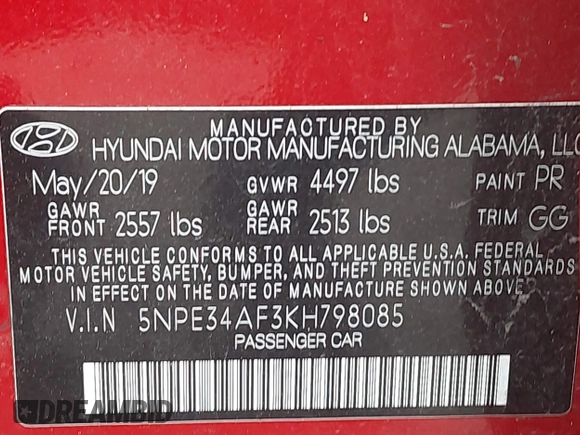 MANUFACTURED BY
HYUNDAI MOTOR MANUFACTURING ALABAMA, LLC
May/20/19 GVWR 4497 lbs PAINT PR
GAWR FRONT 2557 lbs GAWR REAR 2513 lbs TRIM GG
THIS VEHICLE CONFORMS TO ALL APPLICABLE U.S.A. FEDERAL
MOTOR VEHICLE SAFETY, BUMPER, AND THEFT PREVENTION STANDARDS
IN EFFECT ON THE DATE OF MANUFACTURE SHOWN ABOVE.
V.I.N 5NPE34AF3KH798085
PASSENGER CAR
DREAMBID